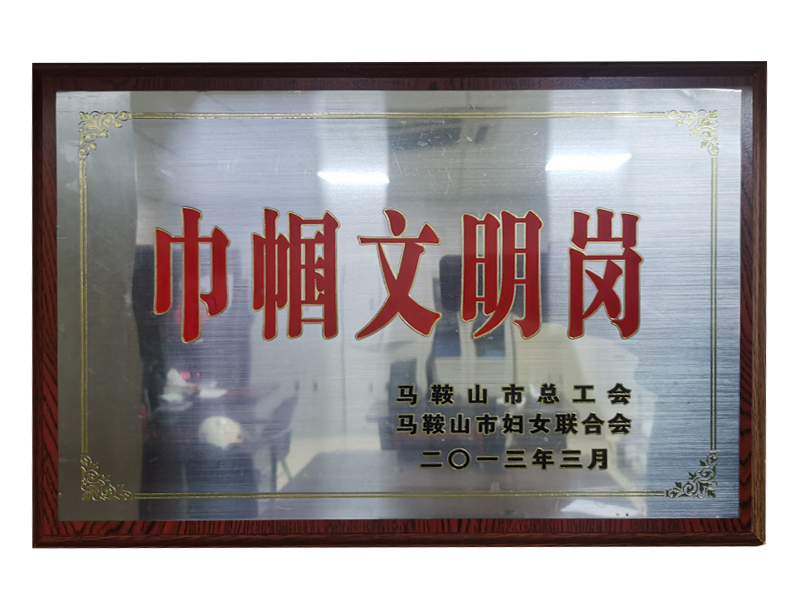 巾帼文明岗
马鞍山市总工会
马鞍山市妇女联合会
二〇一三年三月